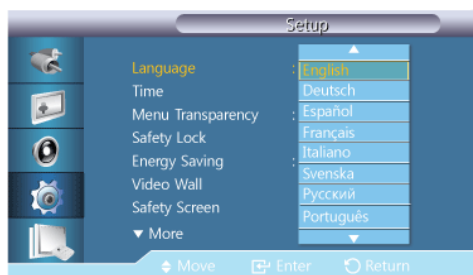 Setup
Language : English
Time Deutsch
Menu Transparency : Español
Safety Lock Français
Energy Saving : Italiano
Video Wall Svenska
Safety Screen Русский
▼ More Português
Move Enter Return